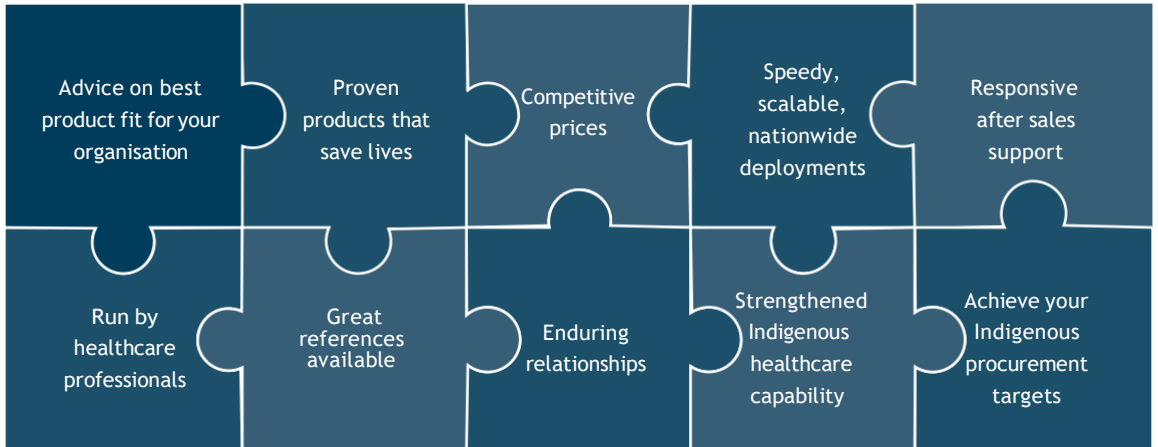 Advice on best
product fit for your
organisation
Proven
products that
save lives
Competitive
prices
Speedy,
scalable,
nationwide
deployments
Responsive
after sales
support
Run by
healthcare
professionals
Great
references
available
Enduring
relationships
Strengthened
Indigenous
healthcare
capability
Achieve your
Indigenous
procurement
targets